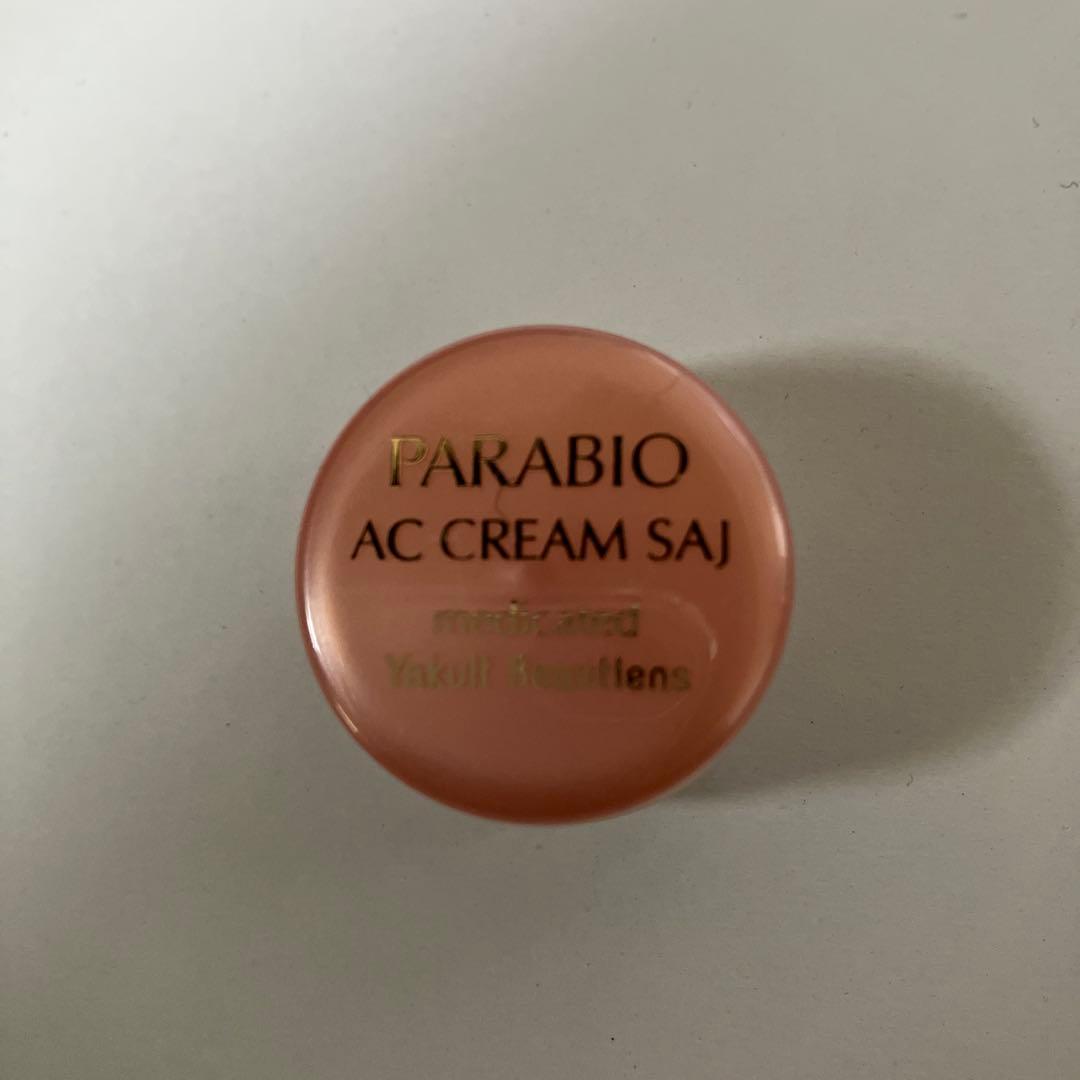 PARABIO
AC CREAM SAJ
medicated
Yakult Beautiens